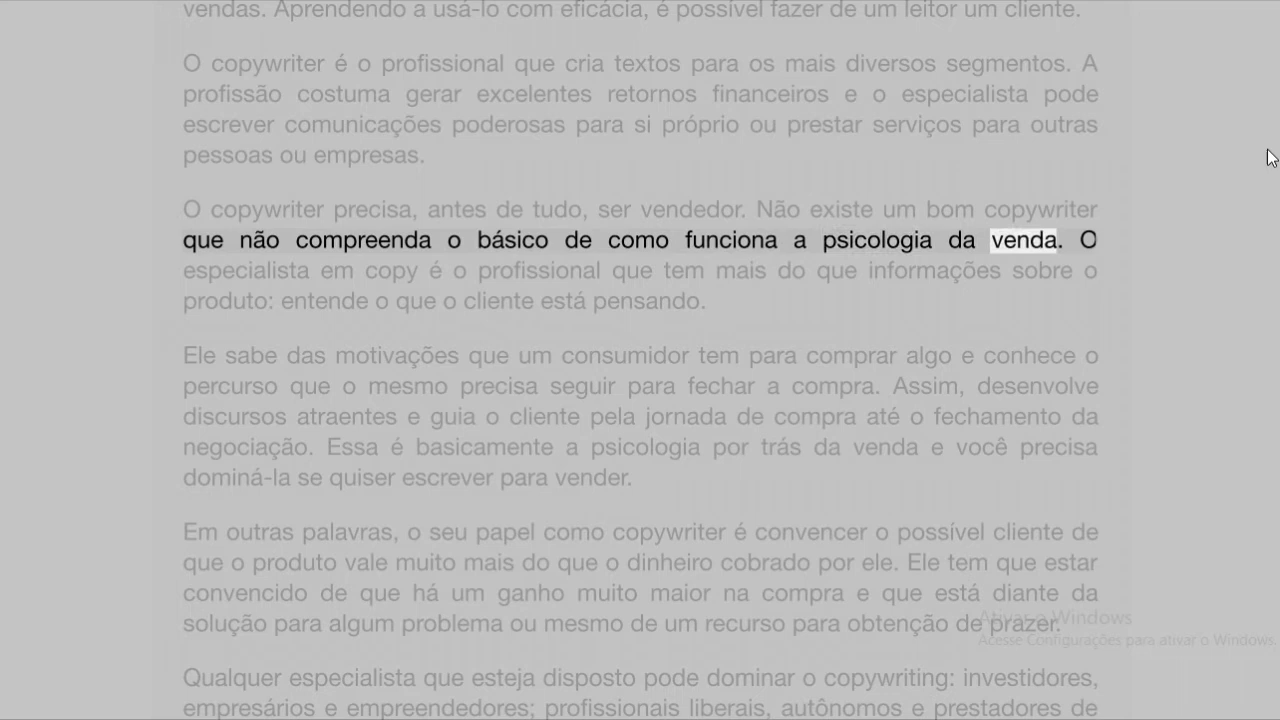 vendas. Aprendendo a usá-lo com eficácia, é possível fazer de um leitor um cliente.
O copywriter é o profissional que cria textos para os mais diversos segmentos. A
profissão costuma gerar excelentes retornos financeiros e o especialista pode
escrever comunicações poderosas para si próprio ou prestar serviços para outras
pessoas ou empresas.
O copywriter precisa, antes de tudo, ser vendedor. Não existe um bom copywriter
que não compreenda o básico de como funciona a psicologia da venda. O
especialista em copy é o profissional que tem mais do que informações sobre o
produto: entende o que o cliente está pensando.
Ele sabe das motivações que um consumidor tem para comprar algo e conhece o
percurso que o mesmo precisa seguir para fechar a compra. Assim, desenvolve
discursos atraentes e guia o cliente pela jornada de compra até o fechamento da
negociação. Essa é basicamente a psicologia por trás da venda e você precisa
dominá-la se quiser escrever para vender.
Em outras palavras, o seu papel como copywriter é convencer o possível cliente de
que o produto vale muito mais do que o dinheiro cobrado por ele. Ele tem que estar
convencido de que há um ganho muito maior na compra e que está diante da
solução para algum problema ou mesmo de um recurso para obtenção de prazer.
Ativar o Windows
Acesse Configurações para ativar o Windows.
Qualquer especialista que esteja disposto pode dominar o copywriting: investidores,
empresários e empreendedores; profissionais liberais, autônomos e prestadores de